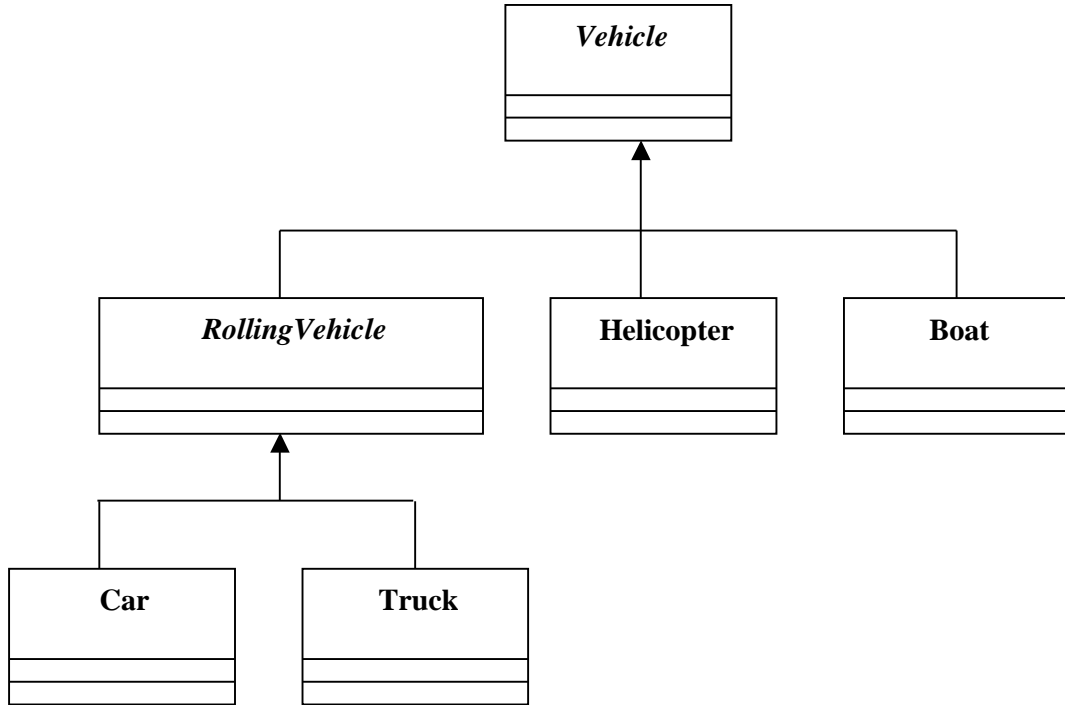 Vehicle
RollingVehicle
Helicopter
Boat
Car
Truck